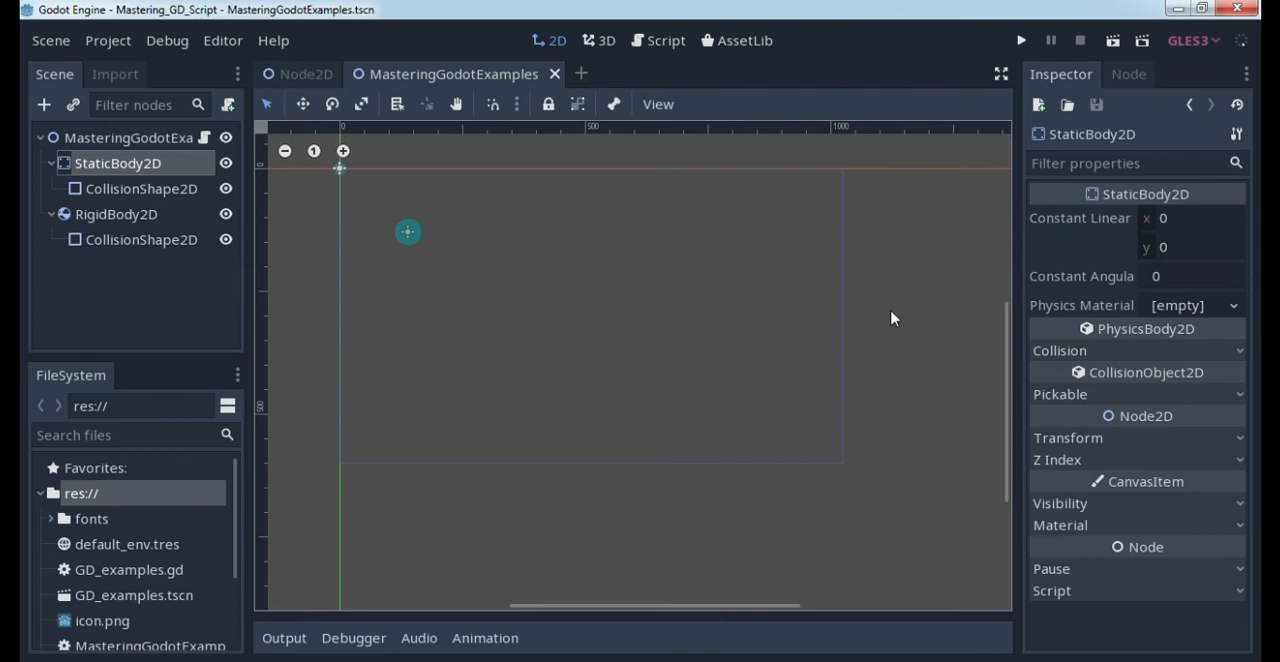 Godot Engine - Mastering_GD_Script - MasteringGodotExamples.tscn
Scene Project Debug Editor Help
2D 3D Script AssetLib
GLES3
Scene Import
Node2D MasteringGodotExamples
Inspector Node
Filter nodes
View
MasteringGodotExa
StaticBody2D
CollisionShape2D
RigidBody2D
CollisionShape2D
0 500 1000
0
500
1
StaticBody2D
Filter properties
StaticBody2D
Constant Linear x 0
y 0
Constant Angula 0
Physics Material [empty]
PhysicsBody2D
Collision
CollisionObject2D
Pickable
Node2D
Transform
Z Index
CanvasItem
Visibility
Material
Node
Pause
Script
FileSystem
res://
Search files
Favorites:
res://
fonts
default_env.tres
GD_examples.gd
GD_examples.tscn
icon.png
MasteringGodotExamp
Output Debugger Audio Animation